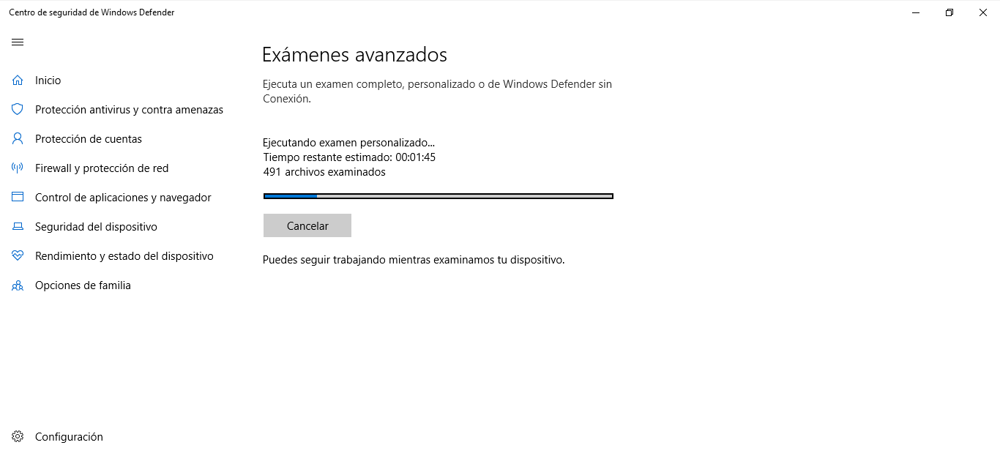 Centro de seguridad de Windows Defender
Inicio
Protección antivirus y contra amenazas
Protección de cuentas
Firewall y protección de red
Control de aplicaciones y navegador
Seguridad del dispositivo
Rendimiento y estado del dispositivo
Opciones de familia
Configuración
Exámenes avanzados
Ejecuta un examen completo, personalizado o de Windows Defender sin
Conexión.
Ejecutando examen personalizado...
Tiempo restante estimado: 00:01:45
491 archivos examinados
Cancelar
Puedes seguir trabajando mientras examinamos tu dispositivo.